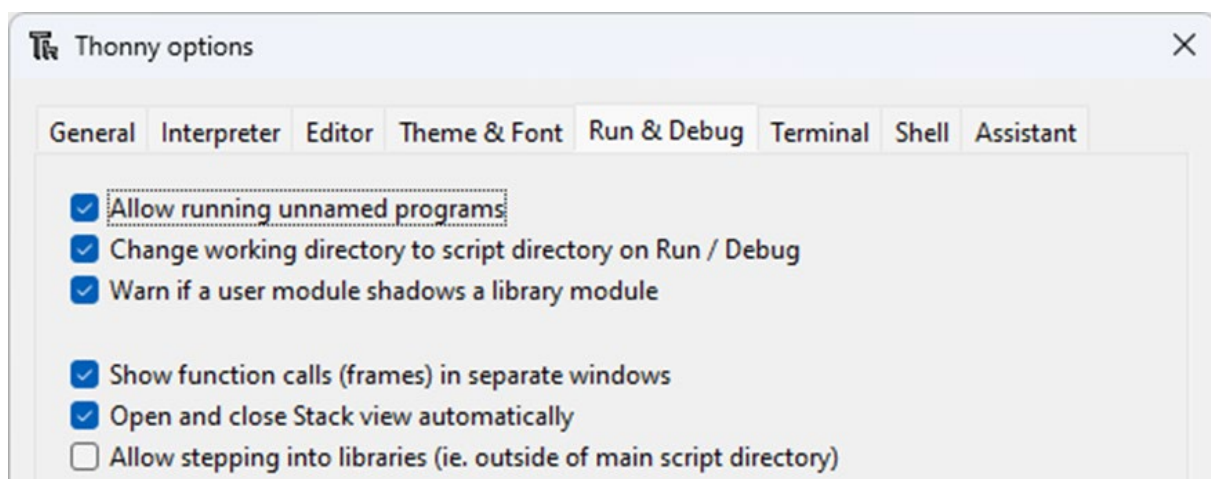 Thonny options
General Interpreter Editor Theme & Font Run & Debug Terminal Shell Assistant
Allow running unnamed programs
Change working directory to script directory on Run / Debug
Warn if a user module shadows a library module
Show function calls (frames) in separate windows
Open and close Stack view automatically
Allow stepping into libraries (ie. outside of main script directory)